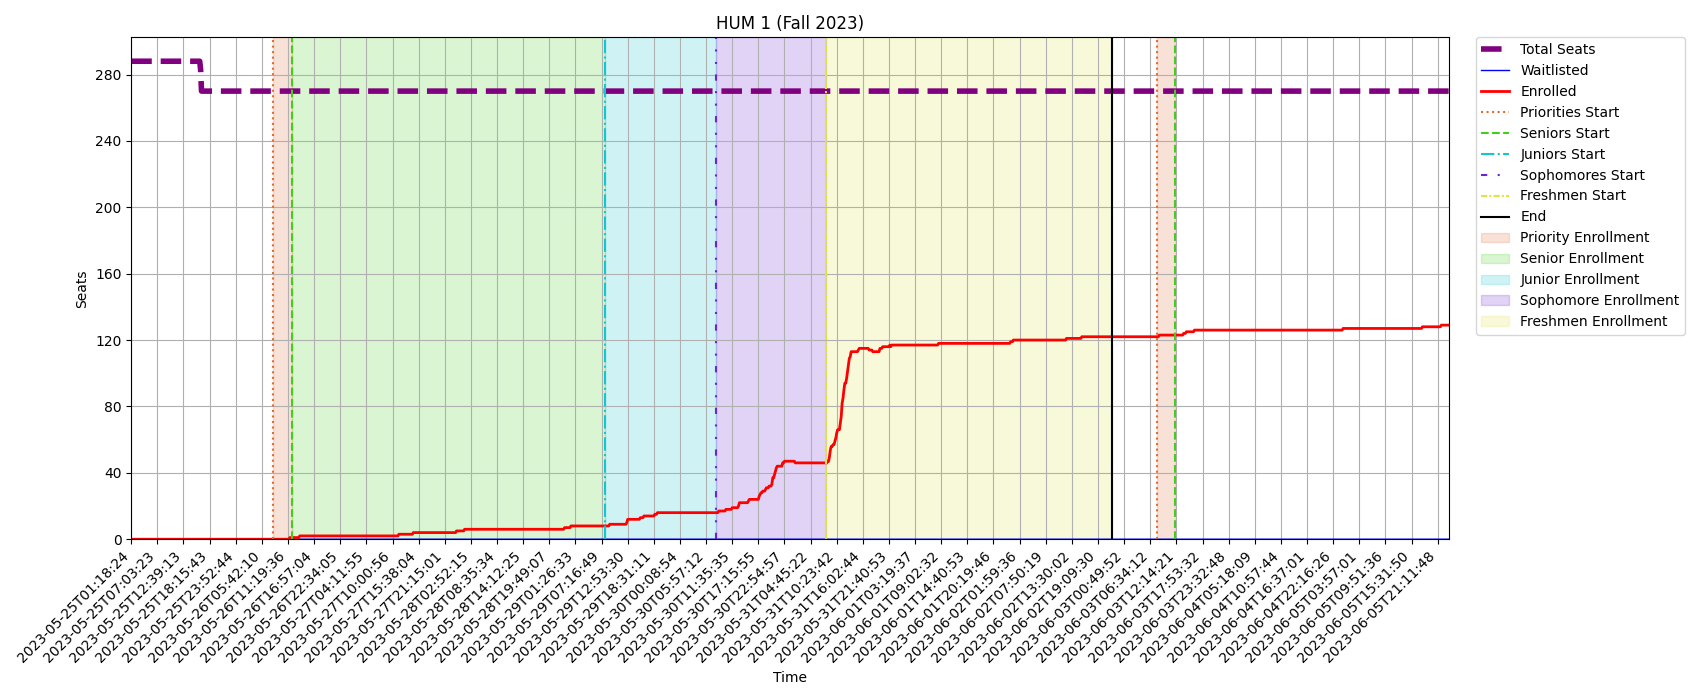 HUM 1 (Fall 2023)
Seats
280
240
200
160
120
80
40
0
2023-05-25T01:18:24
2023-05-25T07:03:23
2023-05-25T12:39:13
2023-05-25T18:15:43
2023-05-25T23:52:44
2023-05-26T05:42:10
2023-05-26T11:19:36
2023-05-26T16:57:04
2023-05-26T22:34:05
2023-05-27T04:11:55
2023-05-27T10:00:56
2023-05-27T15:38:04
2023-05-27T21:15:01
2023-05-28T02:52:15
2023-05-28T08:35:34
2023-05-28T14:12:25
2023-05-28T19:49:07
2023-05-29T01:26:33
2023-05-29T07:16:49
2023-05-29T12:53:30
2023-05-29T18:31:11
2023-05-30T00:08:54
2023-05-30T05:57:12
2023-05-30T11:35:35
2023-05-30T17:15:55
2023-05-30T22:54:57
2023-05-31T04:45:22
2023-05-31T10:23:42
2023-05-31T16:02:44
2023-05-31T21:40:53
2023-06-01T03:19:37
2023-06-01T09:02:32
2023-06-01T14:40:53
2023-06-01T20:19:46
2023-06-02T01:59:36
2023-06-02T07:50:19
2023-06-02T13:30:02
2023-06-02T19:09:30
2023-06-03T00:49:52
2023-06-03T06:34:12
2023-06-03T12:14:21
2023-06-03T17:53:32
2023-06-03T23:32:48
2023-06-04T05:18:09
2023-06-04T10:57:44
2023-06-04T16:37:01
2023-06-04T22:16:26
2023-06-05T03:57:01
2023-06-05T09:51:36
2023-06-05T15:31:50
2023-06-05T21:11:48
Time
Total Seats
Waitlisted
Enrolled
Priorities Start
Seniors Start
Juniors Start
Sophomores Start
Freshmen Start
End
Priority Enrollment
Senior Enrollment
Junior Enrollment
Sophomore Enrollment
Freshmen Enrollment